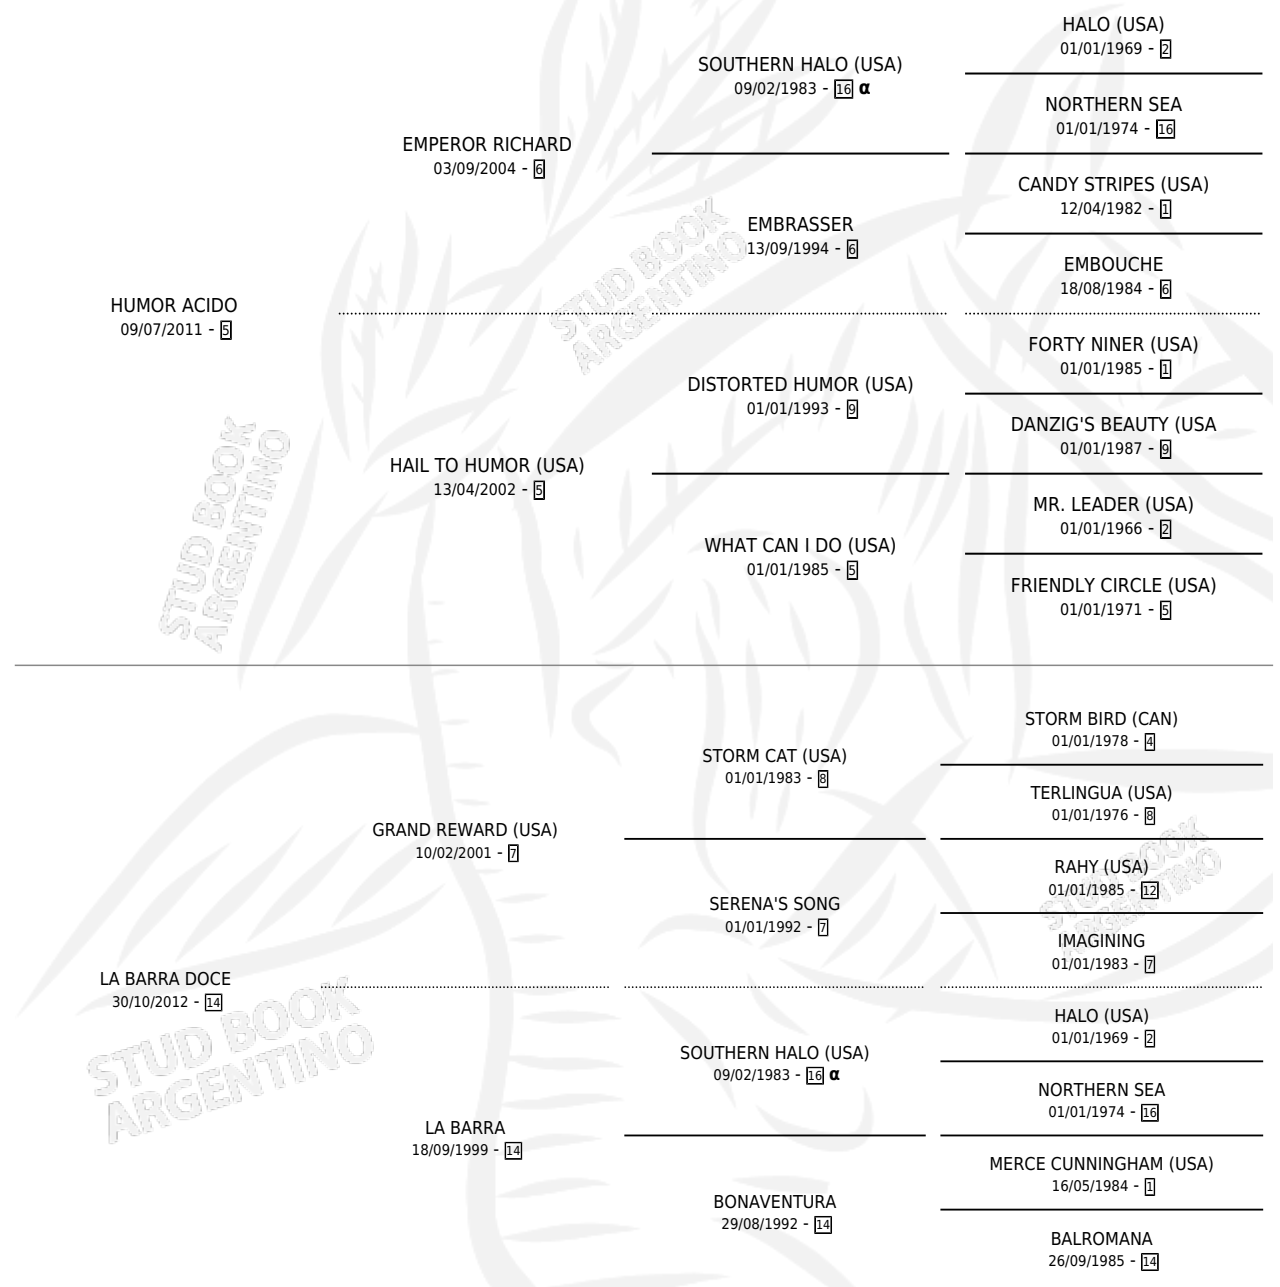 HALO (USA)
01/01/1969 - 2
SOUTHERN HALO (USA)
09/02/1983 - 16 α
NORTHERN SEA
01/01/1974 - 16
EMPEROR RICHARD
03/09/2004 - 6
CANDY STRIPES (USA)
12/04/1982 - 1
EMBRASSER
13/09/1994 - 6
EMBOUCHE
18/08/1984 - 6
HUMOR ACIDO
09/07/2011 - 5
FORTY NINER (USA)
01/01/1985 - 1
DISTORTED HUMOR (USA)
01/01/1993 - 9
DANZIG'S BEAUTY (USA
01/01/1987 - 9
HAIL TO HUMOR (USA)
13/04/2002 - 5
MR. LEADER (USA)
01/01/1966 - 2
WHAT CAN I DO (USA)
01/01/1985 - 5
FRIENDLY CIRCLE (USA)
01/01/1971 - 5
STORM BIRD (CAN)
01/01/1978 - 4
STORM CAT (USA)
01/01/1983 - 8
TERLINGUA (USA)
01/01/1976 - 8
GRAND REWARD (USA)
10/02/2001 - 7
RAHY (USA)
01/01/1985 - 12
SERENA'S SONG
01/01/1992 - 7
IMAGINING
01/01/1983 - 7
LA BARRA DOCE
30/10/2012 - 14
HALO (USA)
01/01/1969 - 2
SOUTHERN HALO (USA)
09/02/1983 - 16 α
NORTHERN SEA
01/01/1974 - 16
LA BARRA
18/09/1999 - 14
MERCE CUNNINGHAM (USA)
16/05/1984 - 1
BONAVENTURA
29/08/1992 - 14
BALROMANA
26/09/1985 - 14
STUD BOOK
ARGENTINO
STUD BOOK
ARGENTINO
STUD BOOK
ARGENTINO
STUD BOOK
ARGENTINO